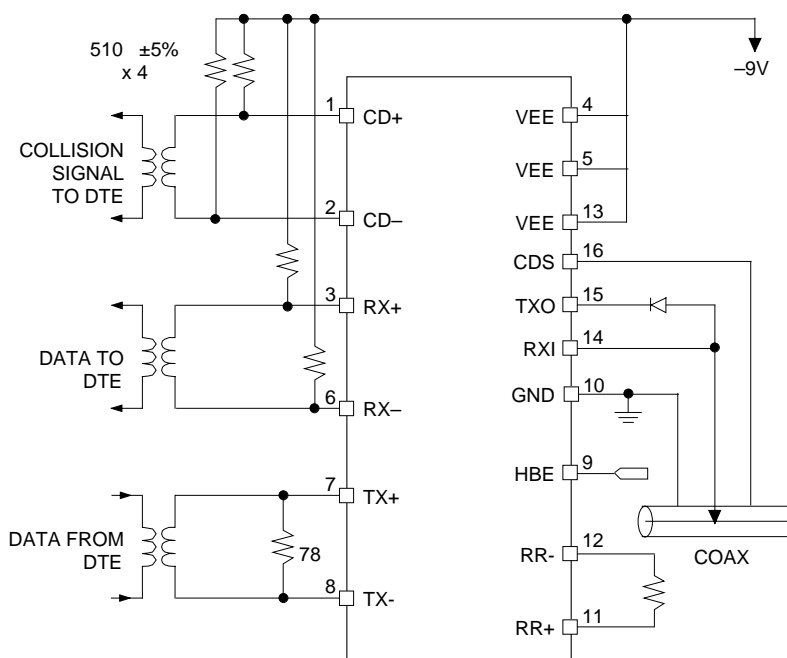 510 ±5%
x 4
–9V
COLLISION
SIGNAL
TO DTE
1
CD+
2
CD–
3
RX+
DATA TO
DTE
6
RX–
7
TX+
DATA FROM
DTE
78
8
TX-
VEE
4
VEE
5
VEE
13
CDS
16
TXO
15
RXI
14
GND
10
HBE
9
COAX
RR-
12
RR+
11